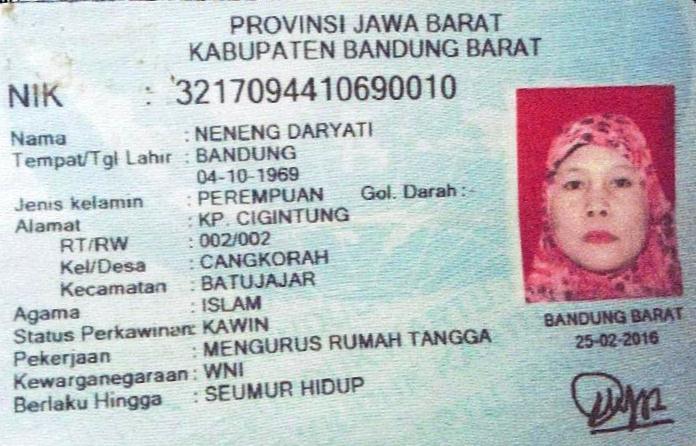 PROVINSI JAWA BARAT
KABUPATEN BANDUNG BARAT
NIK : 3217094410690010
Nama : NENENG DARYATI
Tempat/Tgl Lahir : BANDUNG
04-10-1969
Jenis kelamin : PEREMPUAN Gol. Darah :-
Alamat : KP. CIGINTUNG
RT/RW : 002/002
Kel/Desa : CANGKORAH
Kecamatan : BATUJAJAR
Agama : ISLAM
Status Perkawinan: KAWIN
Pekerjaan : MENGURUS RUMAH TANGGA
Kewarganegaraan : WNI
Berlaku Hingga : SEUMUR HIDUP
BANDUNG BARAT
25-02-2016